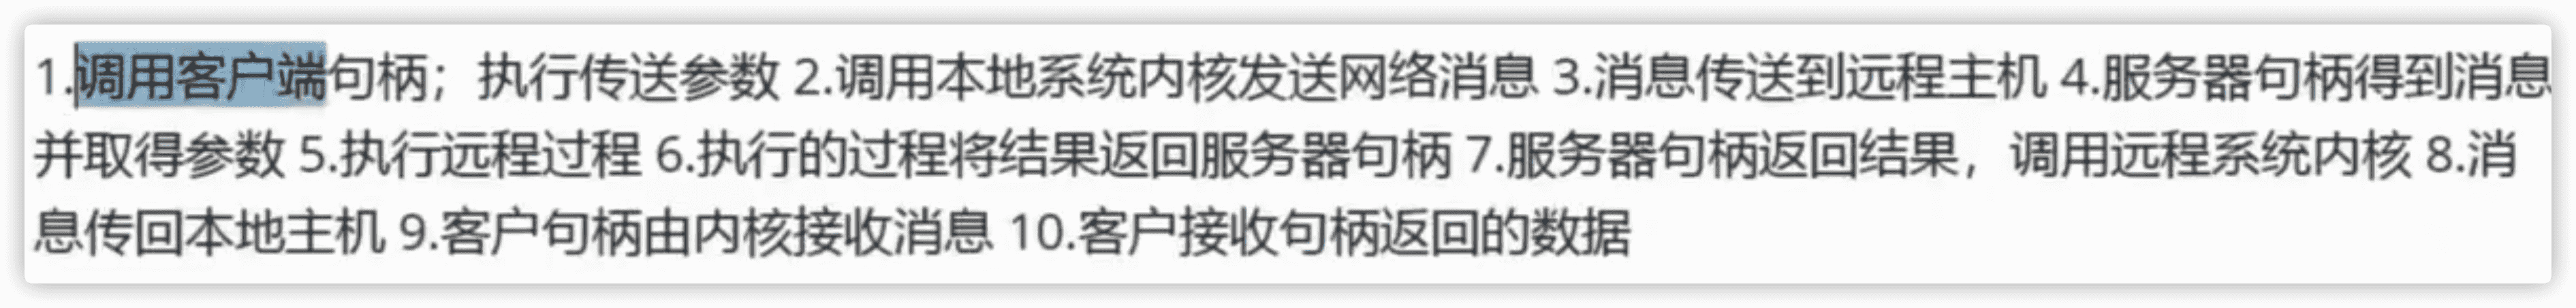 1.调用客户端句柄；执行传送参数 2.调用本地系统内核发送网络消息 3.消息传送到远程主机 4.服务器句柄得到消息
并取得参数 5.执行远程过程 6.执行的过程将结果返回服务器句柄 7.服务器句柄返回结果，调用远程系统内核 8.消
息传回本地主机 9.客户句柄由内核接收消息 10.客户接收句柄返回的数据